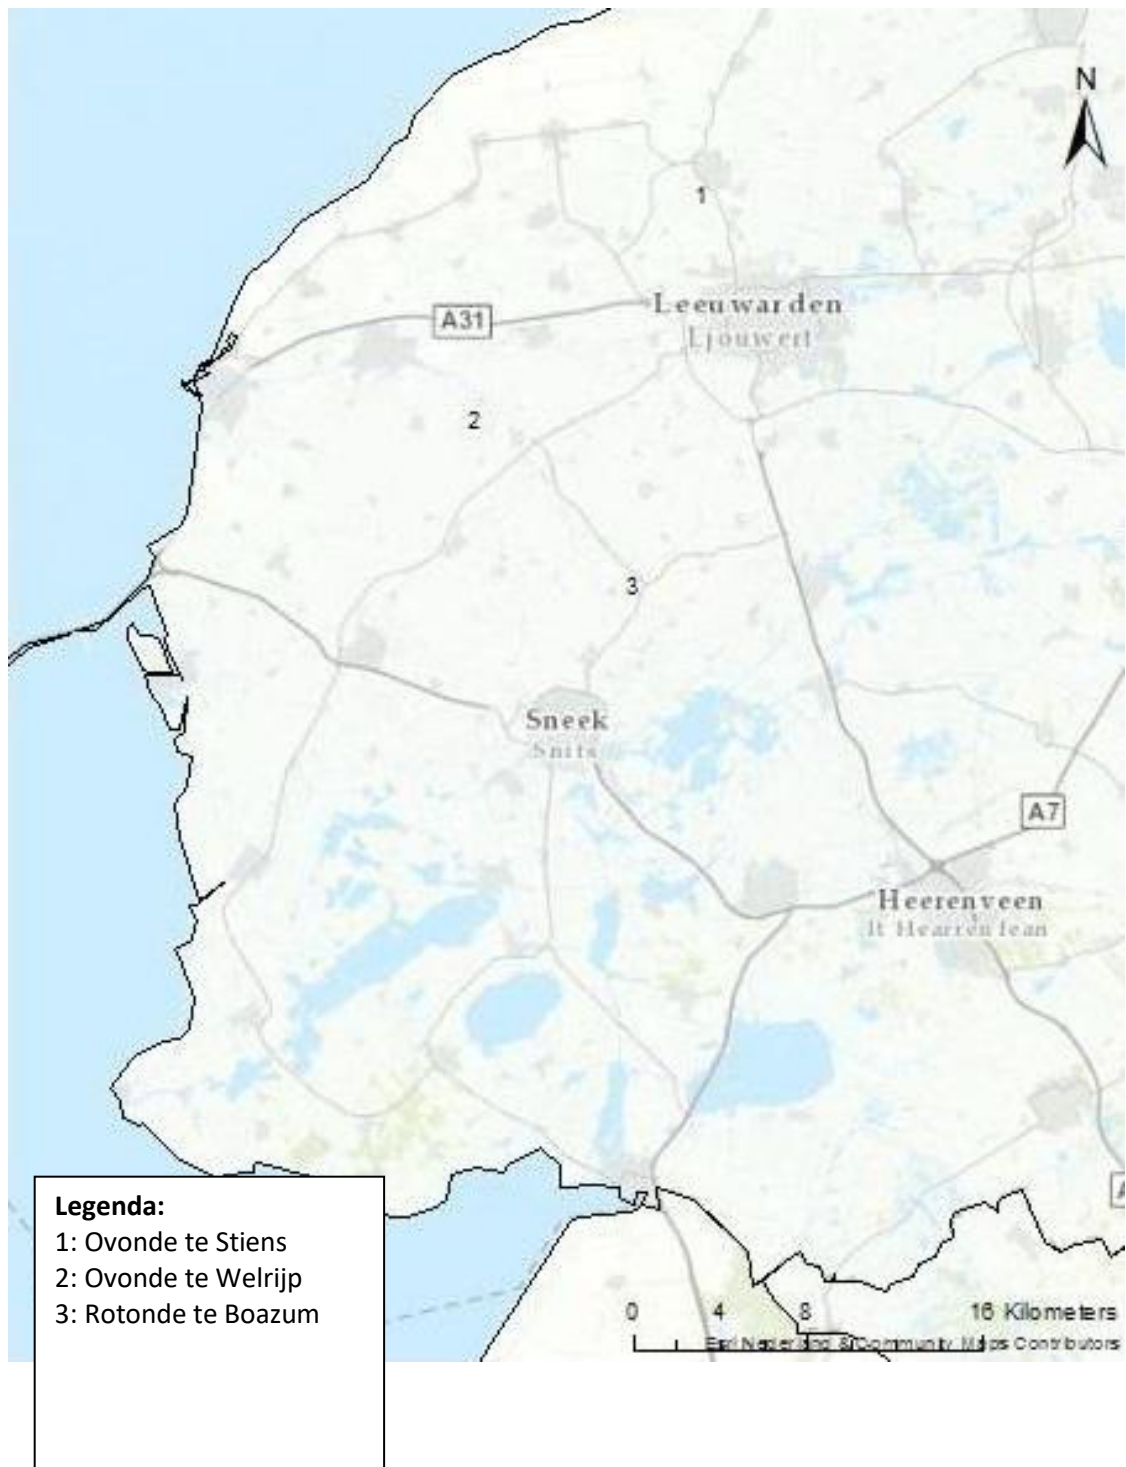 N
1
Leeuwarden
Ljouwert
A31
2
3
Sneek
Snits
A7
Heerenveen
It Hearrenfean
A
Legenda:
1: Ovonde te Stiens
2: Ovonde te Welrijp
3: Rotonde te Boazum
0 4 8 16 Kilometers
Esri Nederland & Community Maps Contributors